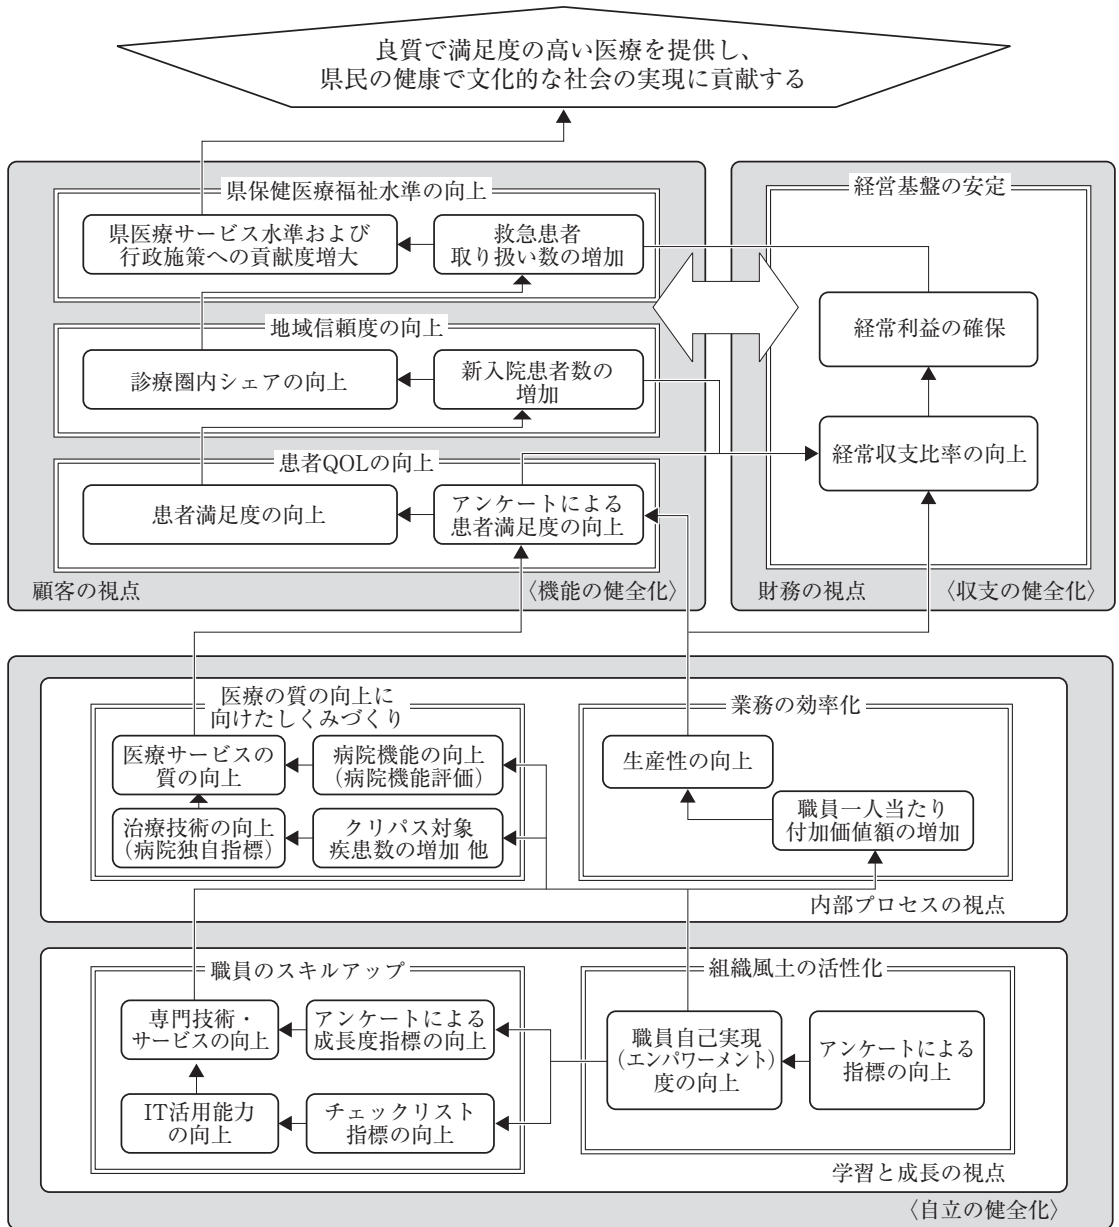 良質で満足度の高い医療を提供し、
県民の健康で文化的な社会の実現に貢献する
県保健医療福祉水準の向上
県医療サービス水準および
行政施策への貢献度増大
救急患者
取り扱い数の増加
地域信頼度の向上
診療圏内シェアの向上
新入院患者数の
増加
患者QOLの向上
患者満足度の向上
アンケートによる
患者満足度の向上
顧客の視点
〈機能の健全化〉
経営基盤の安定
経常利益の確保
経常収支比率の向上
財務の視点
〈収支の健全化〉
医療の質の向上に
向けたしくみづくり
医療サービスの
質の向上
病院機能の向上
(病院機能評価)
治療技術の向上
(病院独自指標)
クリパス対象
疾患数の増加 他
業務の効率化
生産性の向上
職員一人当たり
付加価値額の増加
内部プロセスの視点
職員のスキルアップ
専門技術・
サービスの向上
アンケートによる
成長度指標の向上
IT活用能力
の向上
チェックリスト
指標の向上
組織風土の活性化
職員自己実現
(エンパワーメント)
度の向上
アンケートによる
指標の向上
学習と成長の視点
〈自立の健全化〉